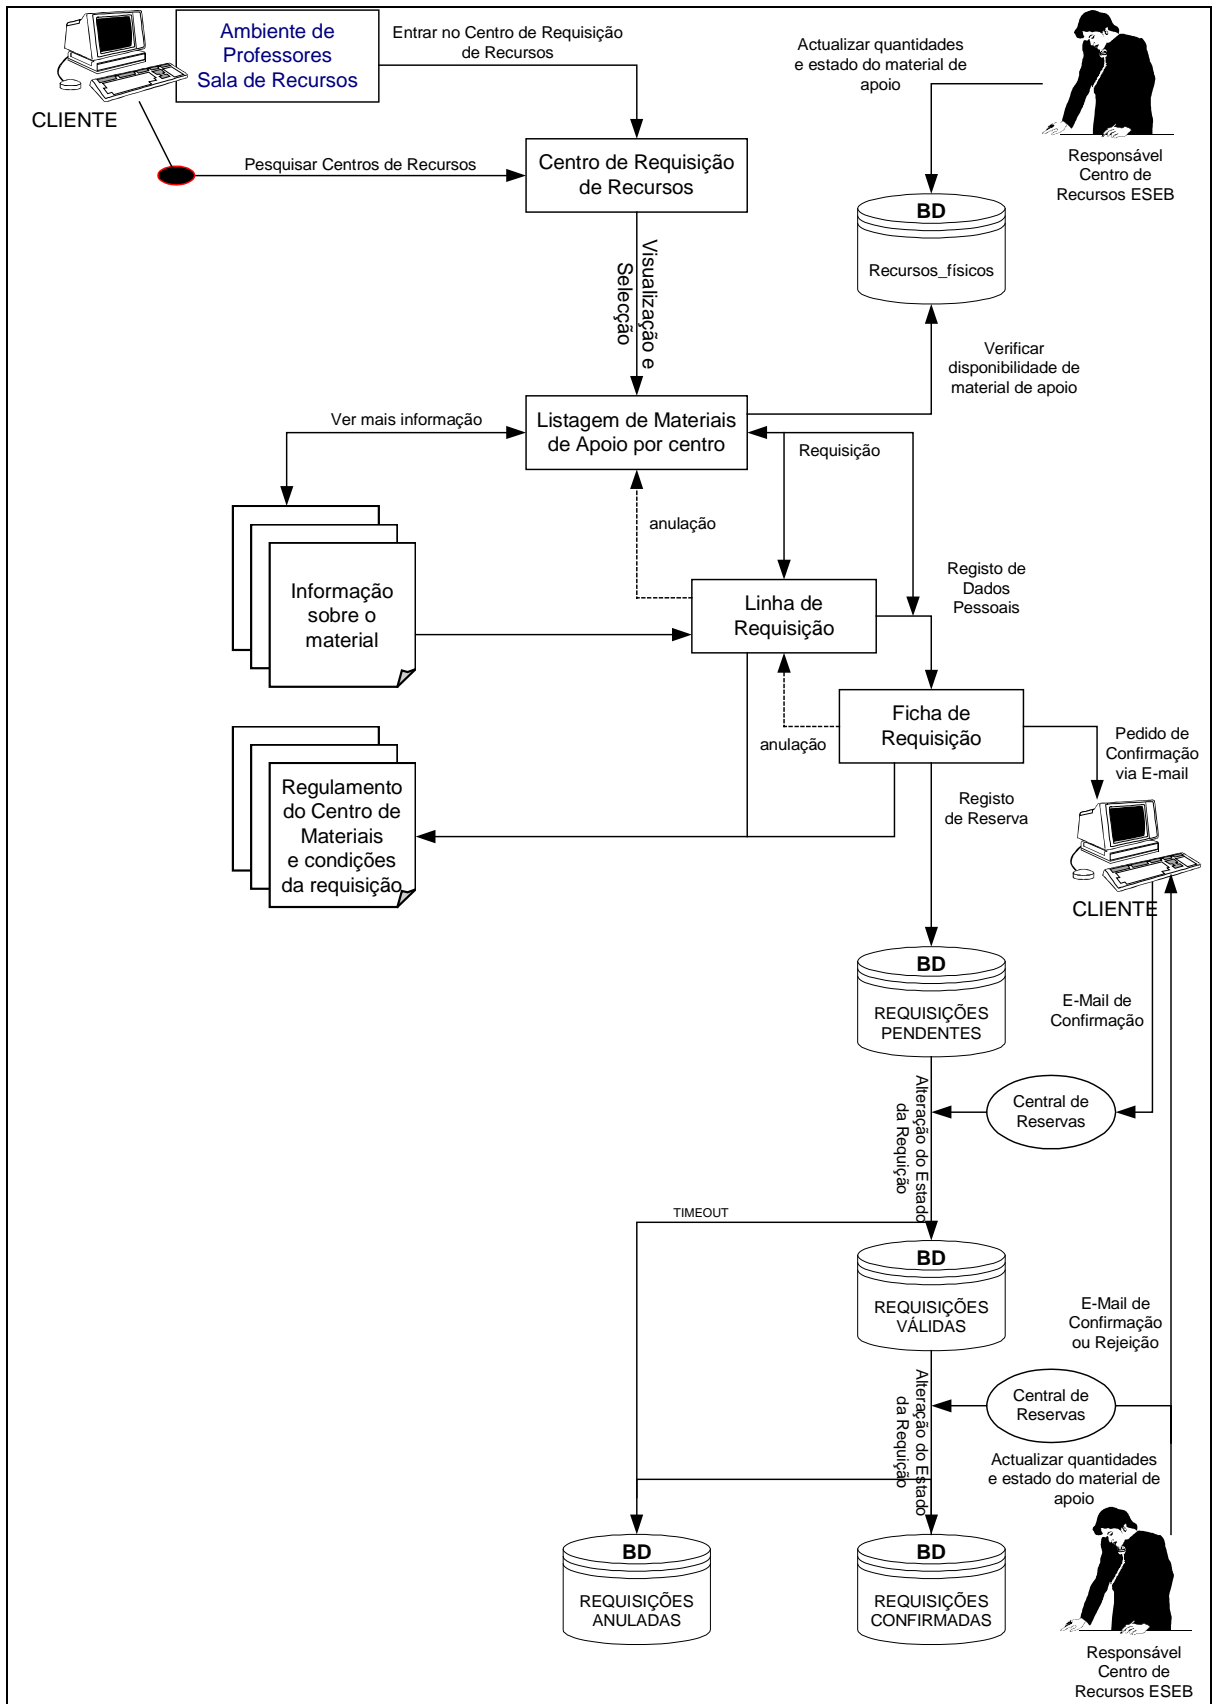 Ambiente de
Professores
Sala de Recursos
CLIENTE
Entrar no Centro de Requisição
de Recursos
Actualizar quantidades
e estado do material de
apoio
Responsável
Centro de
Recursos ESEB
Pesquisar Centros de Recursos
Centro de Requisição
de Recursos
BD
Recursos_físicos
Visualização e
Selecção
Verificar
disponibilidade de
material de apoio
Ver mais informação
Listagem de Materiais
de Apoio por centro
Requisição
anulação
Informação
sobre o
material
Linha de
Requisição
Registo de
Dados
Pessoais
Ficha de
Requisição
anulação
Pedido de
Confirmação
via E-mail
Regulamento
do Centro de
Materiais
e condições
da requisição
Registo
de Reserva
CLIENTE
BD
REQUISIÇÕES
PENDENTES
E-Mail de
Confirmação
Alteração do Estado
da Requição
Central de
Reservas
TIMEOUT
BD
REQUISIÇÕES
VÁLIDAS
E-Mail de
Confirmação
ou Rejeição
Alteração do Estado
da Requição
Central de
Reservas
Actualizar quantidades
e estado do material de
apoio
BD
REQUISIÇÕES
ANULADAS
BD
REQUISIÇÕES
CONFIRMADAS
Responsável
Centro de
Recursos ESEB